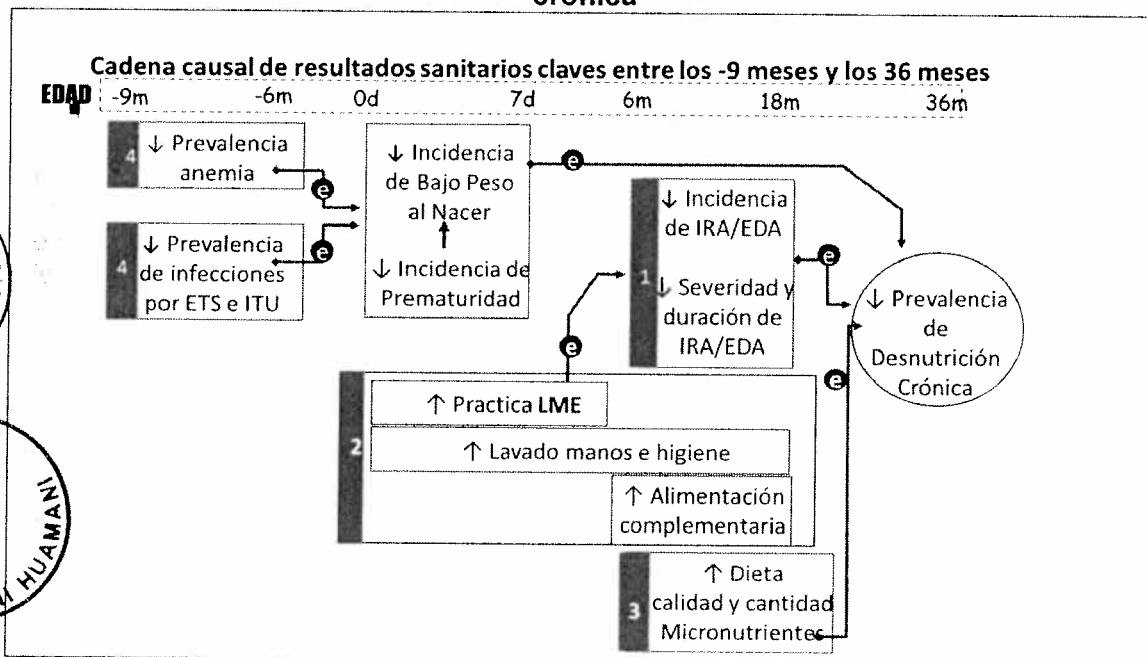 crónica
Cadena causal de resultados sanitarios claves entre los -9 meses y los 36 meses
EDAD -9m -6m 0d 7d 6m 18m 36m
4
↓ Prevalencia
anemia
e
4
↓ Prevalencia
de infecciones
por ETS e ITU
e
↓ Incidencia
de Bajo Peso
al Nacer
↓ Incidencia de
Prematuridad
e
1
↓ Incidencia
de IRA/EDA
↓ Severidad y
duración de
IRA/EDA
e
e
↓ Prevalencia
de
Desnutrición
Crónica
e
2
↑ Practica LME
↑ Lavado manos e higiene
↑ Alimentación
complementaria
3
↑ Dieta
calidad y cantidad
Micronutrientes
HUAMANI